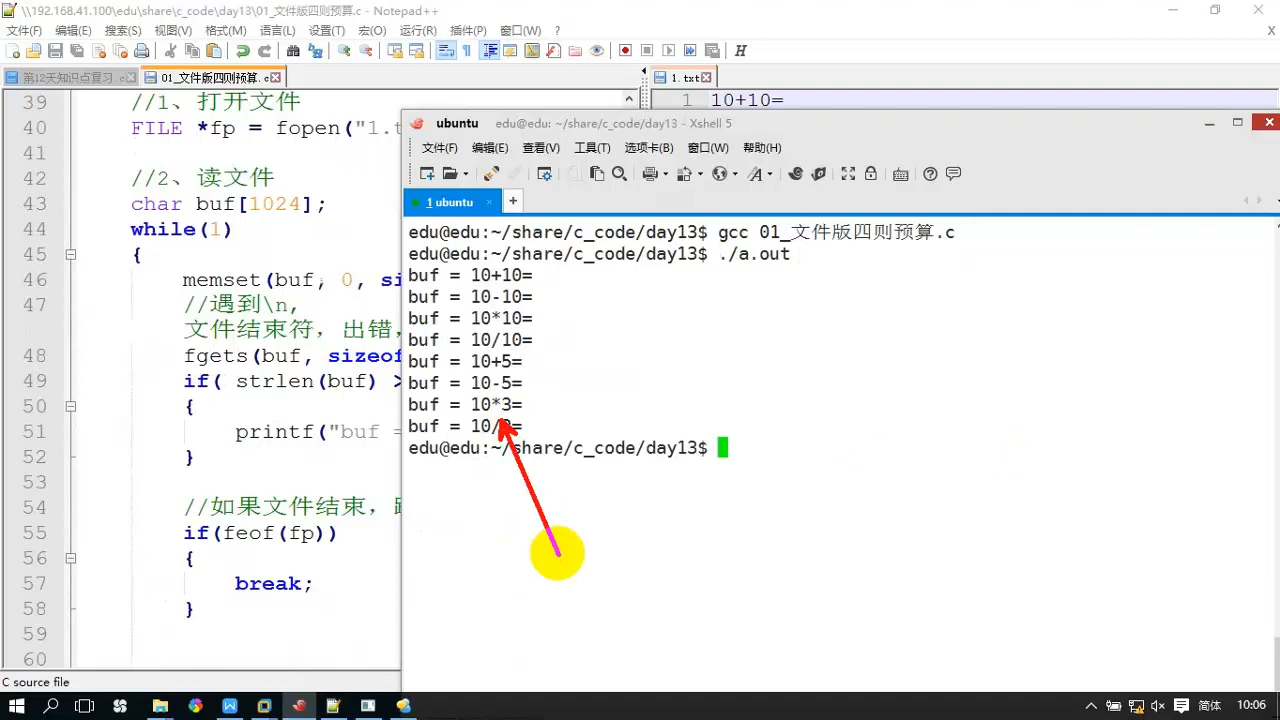 \\192.168.41.100\edu\share\c_code\day13\01_文件版四则预算.c - Notepad++
文件(F) 编辑(E) 搜索(S) 视图(V) 格式(M) 语言(L) 设置(T) 宏(O) 运行(R) 插件(P) 窗口(W) ?
第12天知识点复习.c 01_文件版四则预算.c 1.txt
39 //1、打开文件
40 FILE *fp = fopen("1.t
41
42 //2、读文件
43 char buf[1024];
44 while(1)
45 {
46 memset(buf, 0, si
47 //遇到\n,
文件结束符，出错，
48 fgets(buf, sizeof
49 if( strlen(buf) >
50 {
51 printf("buf =
52 }
53
54 //如果文件结束，
55 if(feof(fp))
56 {
57 break;
58 }
59
60
C source file
1 10+10=
ubuntu edu@edu: ~/share/c_code/day13 - Xshell 5
文件(F) 编辑(E) 查看(V) 工具(T) 选项卡(B) 窗口(W) 帮助(H)
1 ubuntu
edu@edu:~/share/c_code/day13$ gcc 01_文件版四则预算.c
edu@edu:~/share/c_code/day13$ ./a.out
buf = 10+10=
buf = 10-10=
buf = 10*10=
buf = 10/10=
buf = 10+5=
buf = 10-5=
buf = 10*3=
buf = 10/ =
edu@edu:~/share/c_code/day13$
简体 10:06